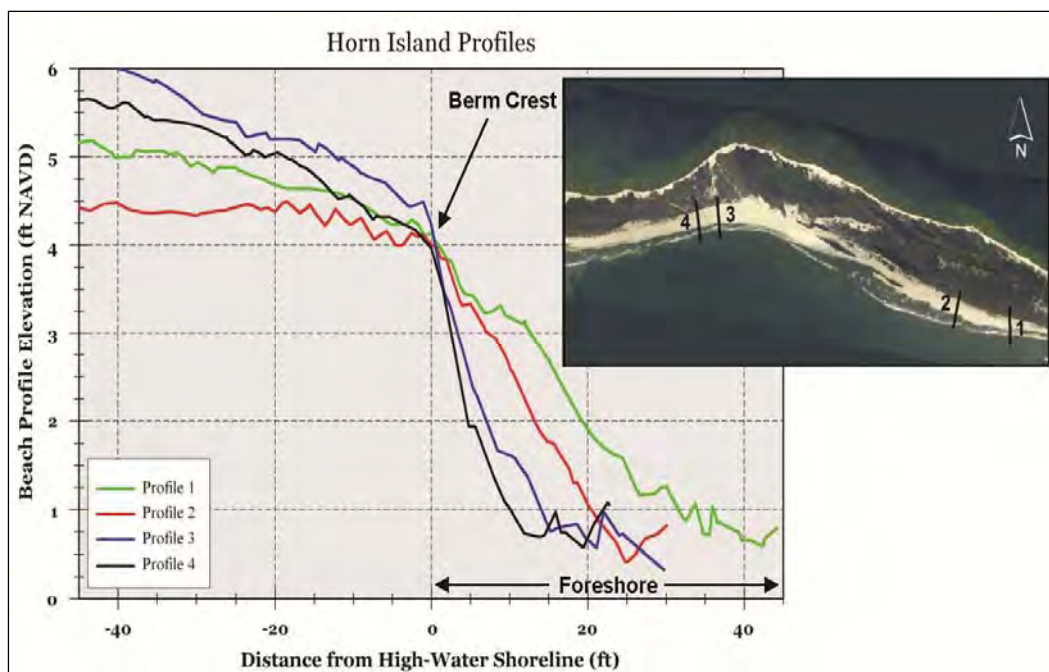 Horn Island Profiles
Beach Profile Elevation (ft NAVD)
6
5
4
3
2
1
0
Berm Crest
N
4
3
2
1
Profile 1
Profile 2
Profile 3
Profile 4
Foreshore
-40
-20
0
20
40
Distance from High-Water Shoreline (ft)